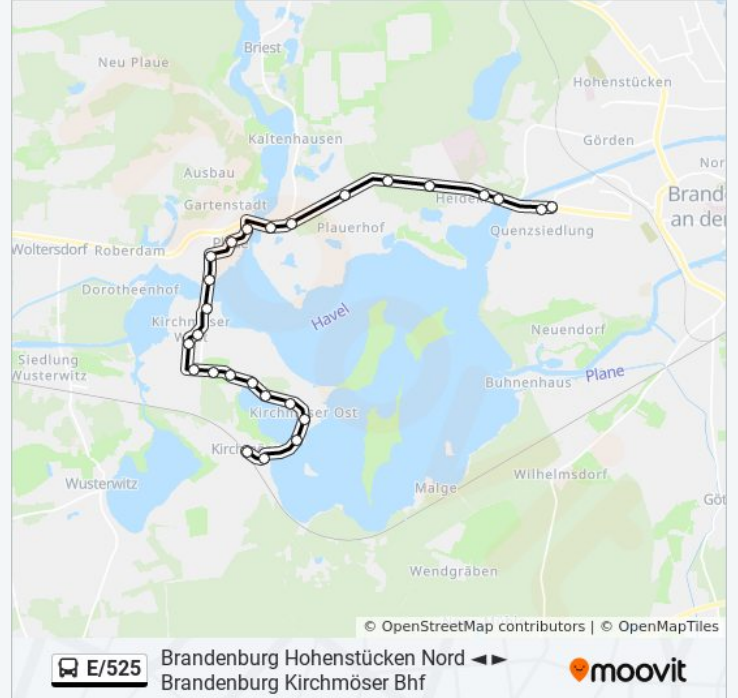 Briest
Neu Plaue
Hohenstücken
Kaltenhausen
Görden
Ausbau
Nor
Gartenstadt
Brand
an der
Plauerhof
Quenzsiedlung
Woltersdorf
Roberdam
Dorotheenhof
Havel
Kirchmöser
Neuendorf
Siedlung
Wusterwitz
Plane
Buhnenhaus
Kirchmöser Ost
Wusterwitz
Malge
Wilhelmsdorf
Göt
Wendgräben
© OpenStreetMap contributors | © OpenMapTiles
E/525
Brandenburg Hohenstücken Nord ◄ ►
Brandenburg Kirchmöser Bhf
moovit